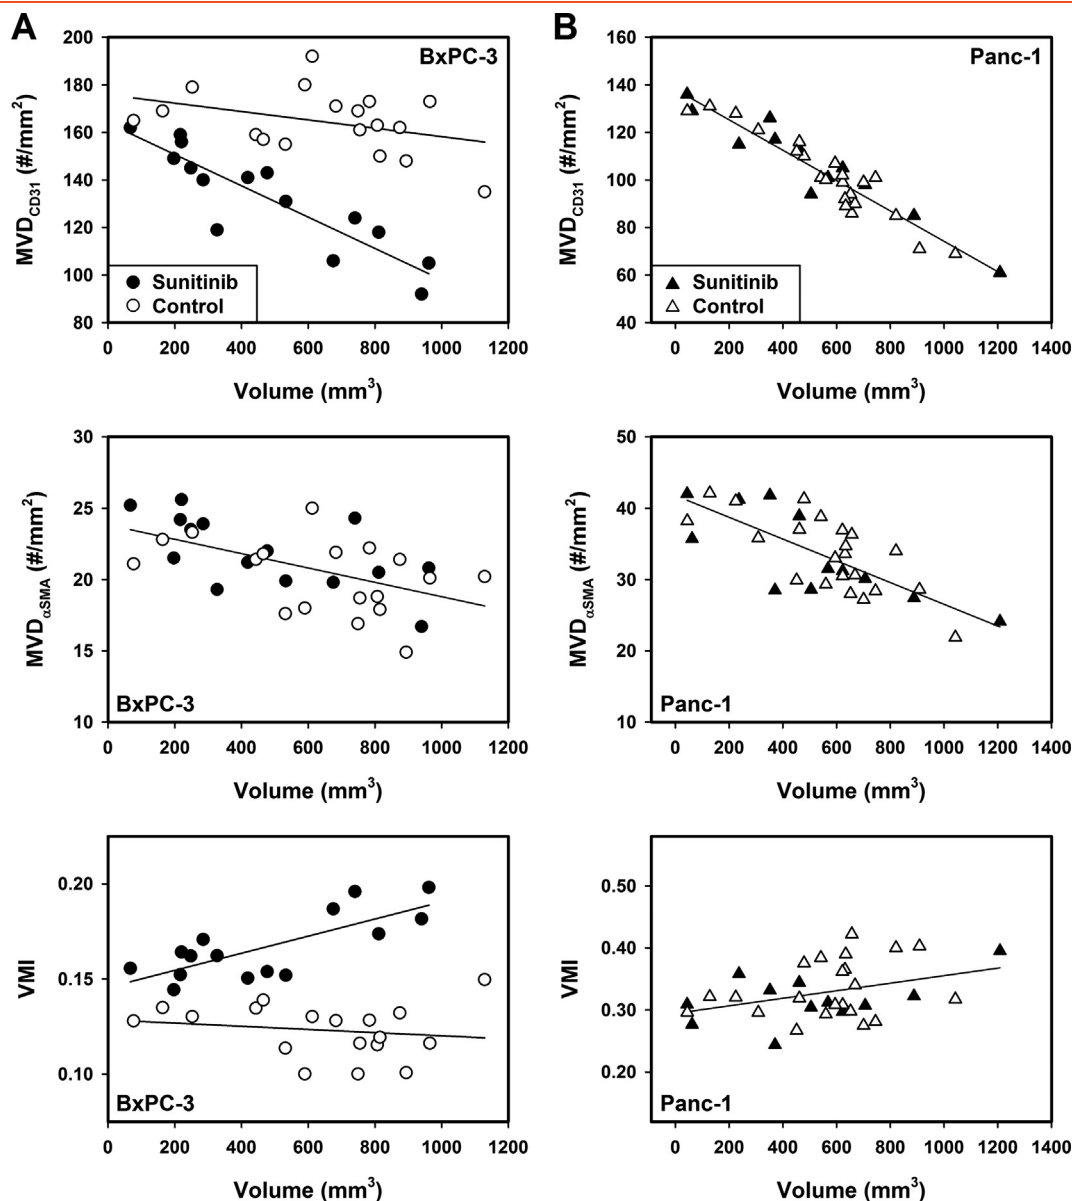 A
BxPC-3
MVDCD31 (#/mm2)
200
180
160
140
120
100
80
Sunitinib
Control
0 200 400 600 800 1000 1200
Volume (mm3)
B
Panc-1
MVDCD31 (#/mm2)
160
140
120
100
80
60
40
Sunitinib
Control
0 200 400 600 800 1000 1200 1400
Volume (mm3)
MVDαSMA (#/mm2)
30
25
20
15
10
BxPC-3
0 200 400 600 800 1000 1200
Volume (mm3)
MVDαSMA (#/mm2)
50
40
30
20
10
Panc-1
0 200 400 600 800 1000 1200 1400
Volume (mm3)
VMI
0.20
0.15
0.10
BxPC-3
0 200 400 600 800 1000 1200
Volume (mm3)
VMI
0.50
0.40
0.30
0.20
Panc-1
0 200 400 600 800 1000 1200 1400
Volume (mm3)